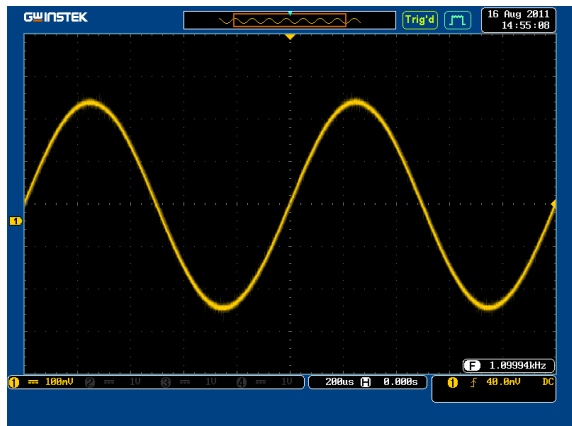 GWINSTEK
Trig'd
16 Aug 2011
14:55:08
1
F 1.09994kHz
1 100mV 2 1V 3 1V 4 1V
200us H 0.000s
1 40.0mV DC